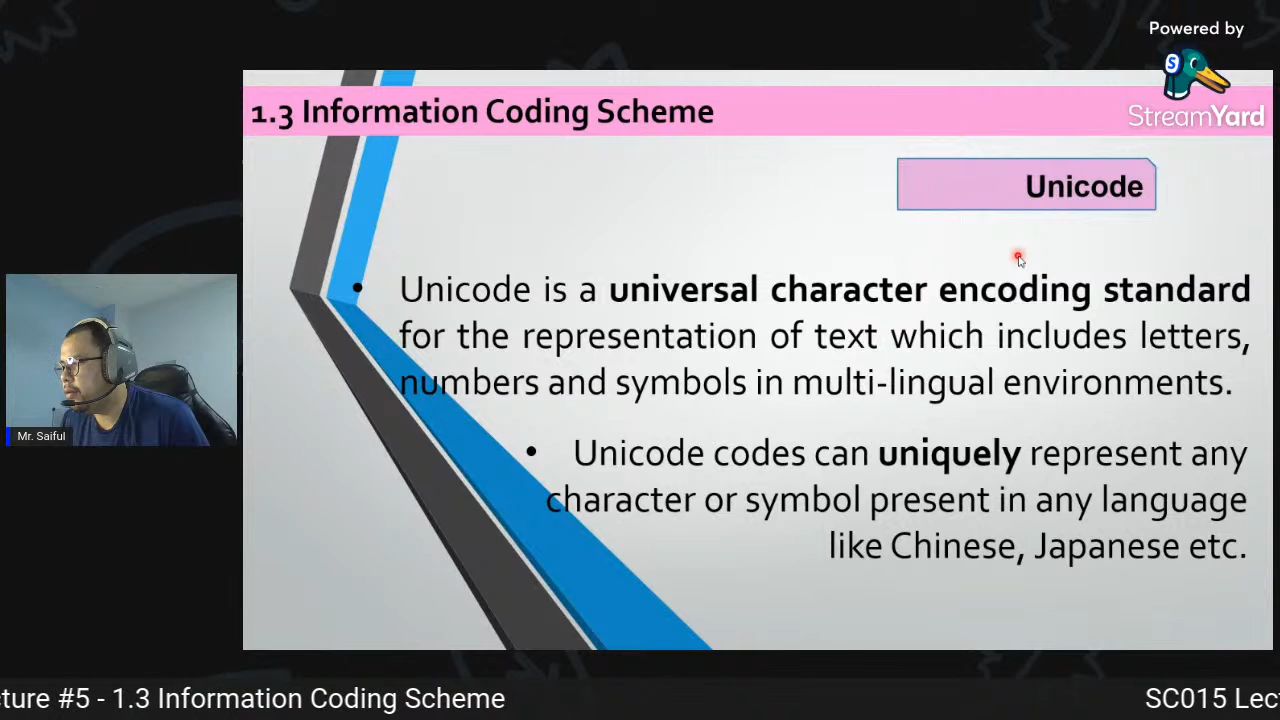 Powered by
StreamYard
1.3 Information Coding Scheme
Unicode
• Unicode is a universal character encoding standard
for the representation of text which includes letters,
numbers and symbols in multi-lingual environments.
• Unicode codes can uniquely represent any
character or symbol present in any language
like Chinese, Japanese etc.
Mr. Saiful
cture #5 - 1.3 Information Coding Scheme
SC015 Lec